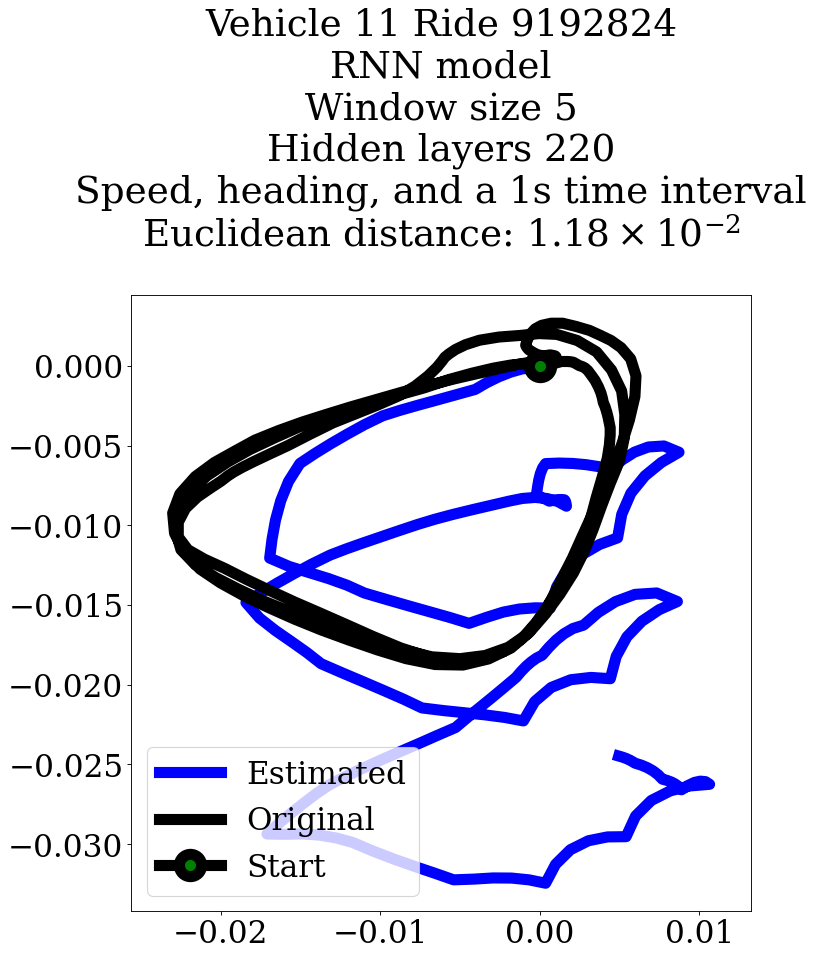 Vehicle 11 Ride 9192824
RNN model
Window size 5
Hidden layers 220
Speed, heading, and a 1s time interval
Euclidean distance: 1.18 × 10⁻²
0.000
−0.005
−0.010
−0.015
−0.020
−0.025
−0.030
Estimated
Original
Start
−0.02 −0.01 0.00 0.01